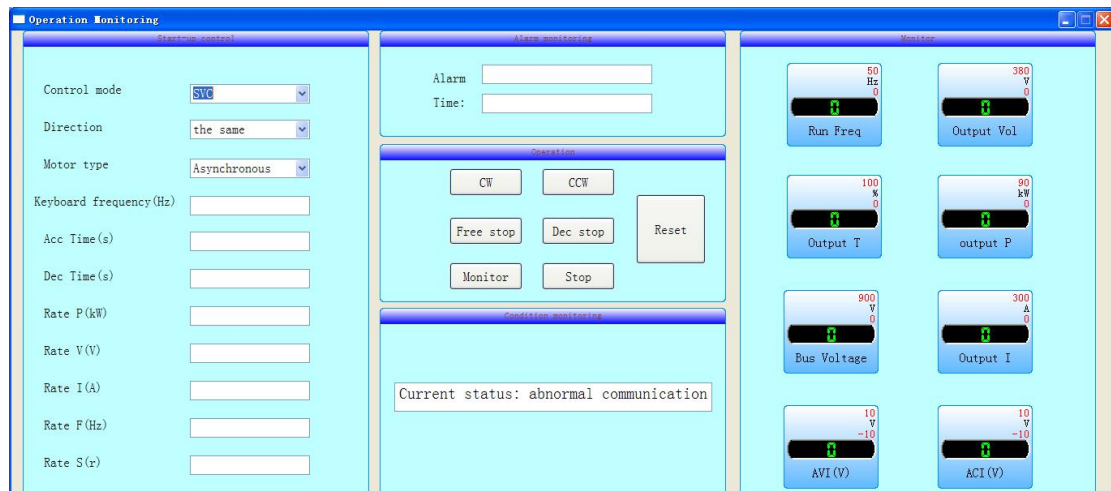 Operation Monitoring
Start-up control
Control mode
SVC
Direction
the same
Motor type
Asynchronous
Keyboard frequency(Hz)
Acc Time(s)
Dec Time(s)
Rate P(kW)
Rate V(V)
Rate I(A)
Rate F(Hz)
Rate S(r)
Alarm monitoring
Alarm
Time:
Operation
CW
CCW
Free stop
Dec stop
Reset
Monitor
Stop
Condition monitoring
Current status: abnormal communication
Monitor
50
Hz
0
0
Run Freq
380
V
0
0
Output Vol
100
%
0
0
Output T
90
kW
0
0
output P
900
V
0
0
Bus Voltage
300
A
0
0
Output I
10
V
-10
0
AVI(V)
10
V
-10
0
ACI(V)